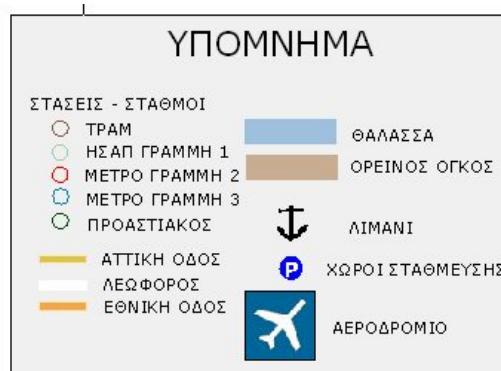 ΥΠΟΜΝΗΜΑ
ΣΤΑΣΕΙΣ - ΣΤΑΘΜΟΙ
ΤΡΑΜ
ΗΣΑΠ ΓΡΑΜΜΗ 1
ΜΕΤΡΟ ΓΡΑΜΜΗ 2
ΜΕΤΡΟ ΓΡΑΜΜΗ 3
ΠΡΟΑΣΤΙΑΚΟΣ
ΑΤΤΙΚΗ ΟΔΟΣ
ΛΕΩΦΟΡΟΣ
ΕΘΝΙΚΗ ΟΔΟΣ
ΘΑΛΑΣΣΑ
ΟΡΕΙΝΟΣ ΟΓΚΟΣ
ΛΙΜΑΝΙ
P ΧΩΡΟΙ ΣΤΑΘΜΕΥΣΗΣ
ΑΕΡΟΔΡΟΜΙΟ